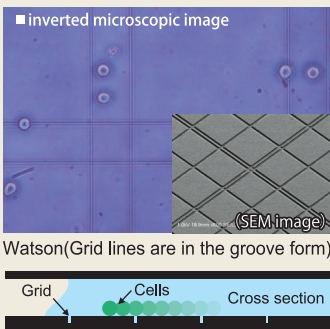 ■ inverted microscopic image
(SEM image)
Watson(Grid lines are in the groove form)
Grid
Cells
Cross section